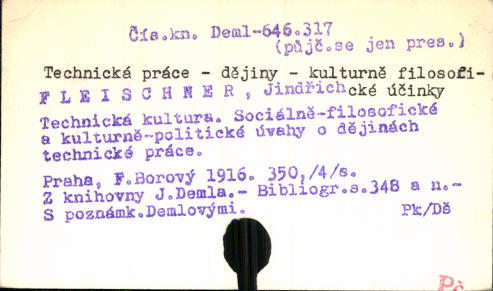 Čís.kn. Deml-646.317
(půjč.se jen pres.)
Technická práce - dějiny - kulturně filosofi-
FLEISCHNER, Jindřich cké účinky
Technická kultura. Sociálně-filosofické
a kulturně-politické úvahy o dějinách
technické práce.
Praha, F.Borový 1916. 350,/4/s.
Z knihovny J.Demla.- Bibliogr.s.348 a n.-
S poznámk.Demlovými. Pk/Dě
Pč